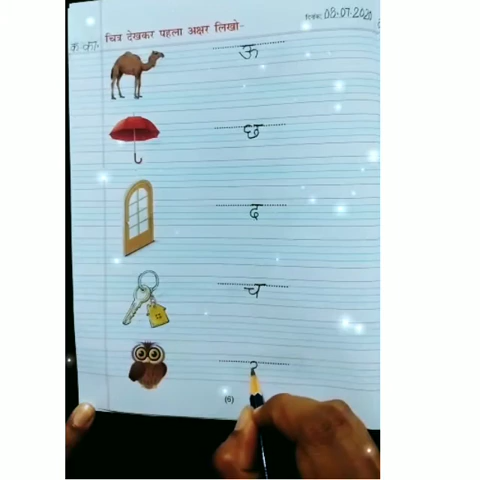 दिनांक: 08.07.2020
क.का. चित्र देखकर पहला अक्षर लिखो-
ऊ
छ
द
च
(6)